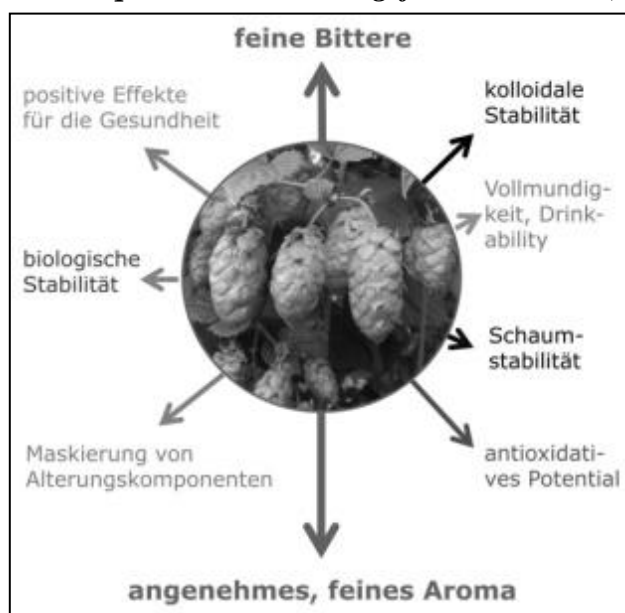 feine Bittere
positive Effekte
für die Gesundheit
kolloidale
Stabilität
Vollmundig-
keit, Drink-
ability
biologische
Stabilität
Schaum-
stabilität
Maskierung von
Alterungskomponenten
antioxidati-
ves Potential
angenehmes, feines Aroma